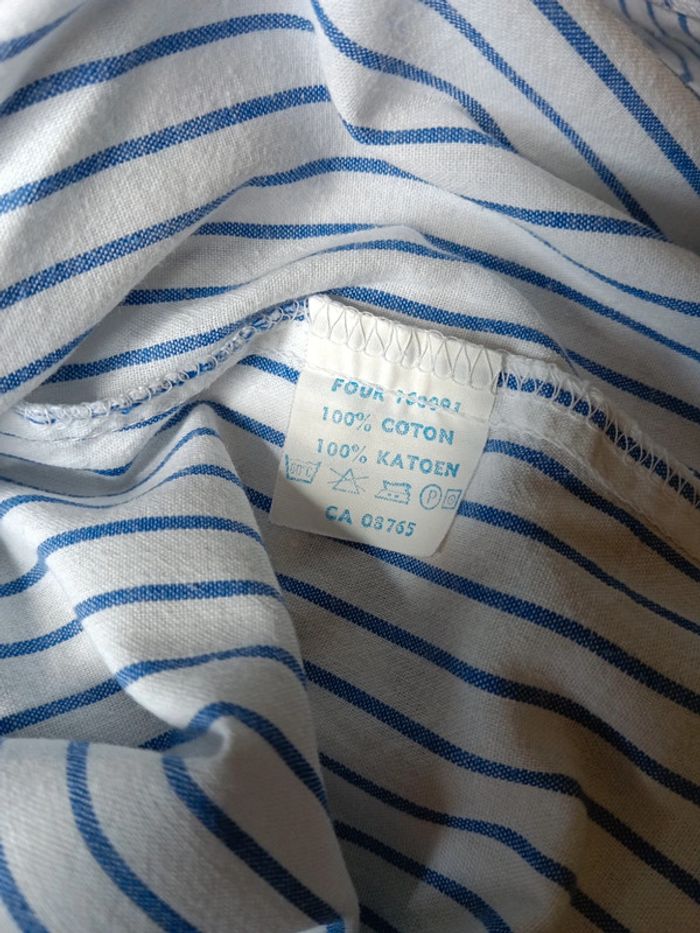 FOUR
100% COTON
100% KATOEN
P
CA 08765